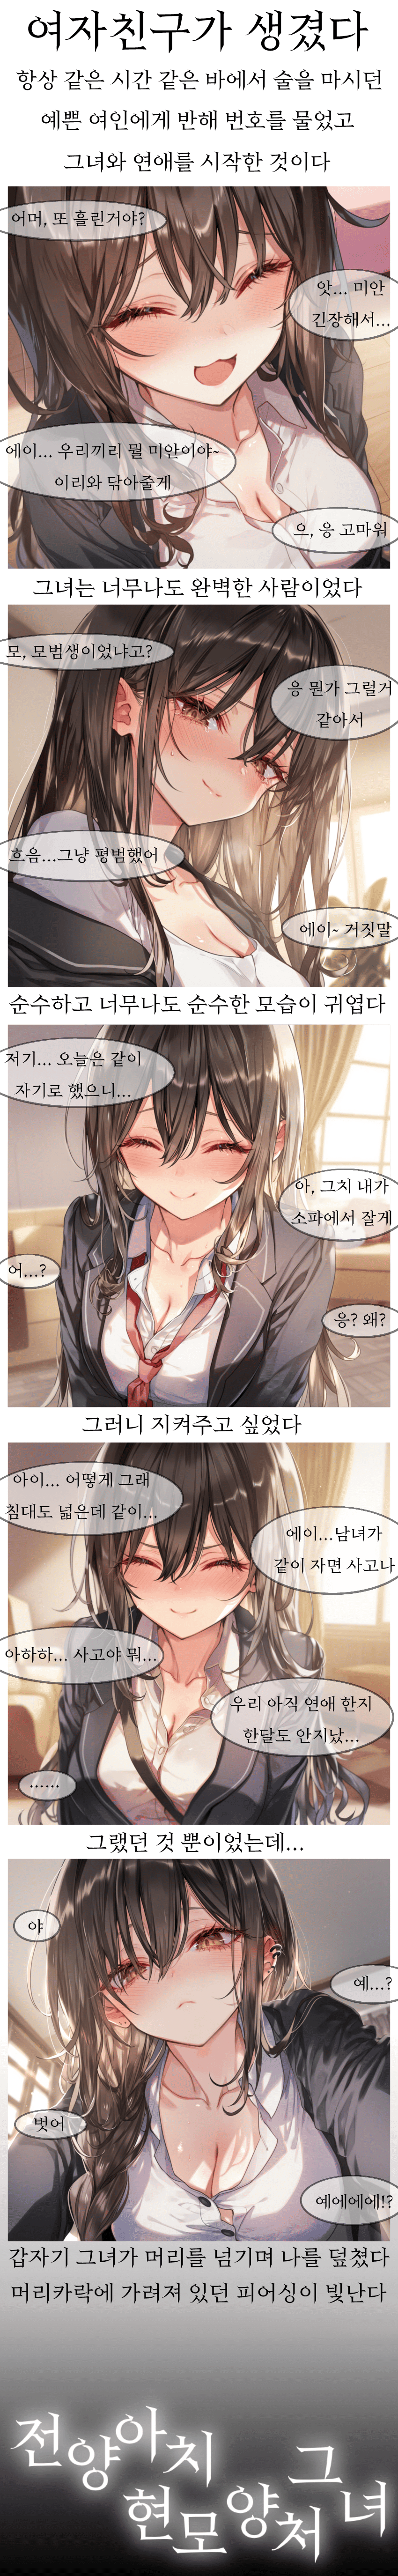 여자친구가 생겼다
항상 같은 시간 같은 바에서 술을 마시던
예쁜 여인에게 반해 번호를 물었고
그녀와 연애를 시작한 것이다
어머, 또 흘린거야?
앗... 미안
긴장해서...
에이... 우리끼리 뭘 미안이야~
이리와 닦아줄게
으, 응 고마워
그녀는 너무나도 완벽한 사람이었다
모, 모범생이었냐고?
응 뭔가 그럴거
같아서
흐음...그냥 평범했어
에이~ 거짓말
순수하고 너무나도 순수한 모습이 귀엽다
저기... 오늘은 같이
자기로 했으니...
아, 그치 내가
소파에서 잘게
어...?
응? 왜?
그러니 지켜주고 싶었다
아이... 어떻게 그래
침대도 넓은데 같이...
에이...남녀가
같이 자면 사고나
아하하... 사고야 뭐...
우리 아직 연애 한지
한달도 안지났...
......
그랬던 것 뿐이었는데...
야
예...?
벗어
예에에에!?
갑자기 그녀가 머리를 넘기며 나를 덮쳤다
머리카락에 가려져 있던 피어싱이 빛난다
전양아치
현모양처 그녀